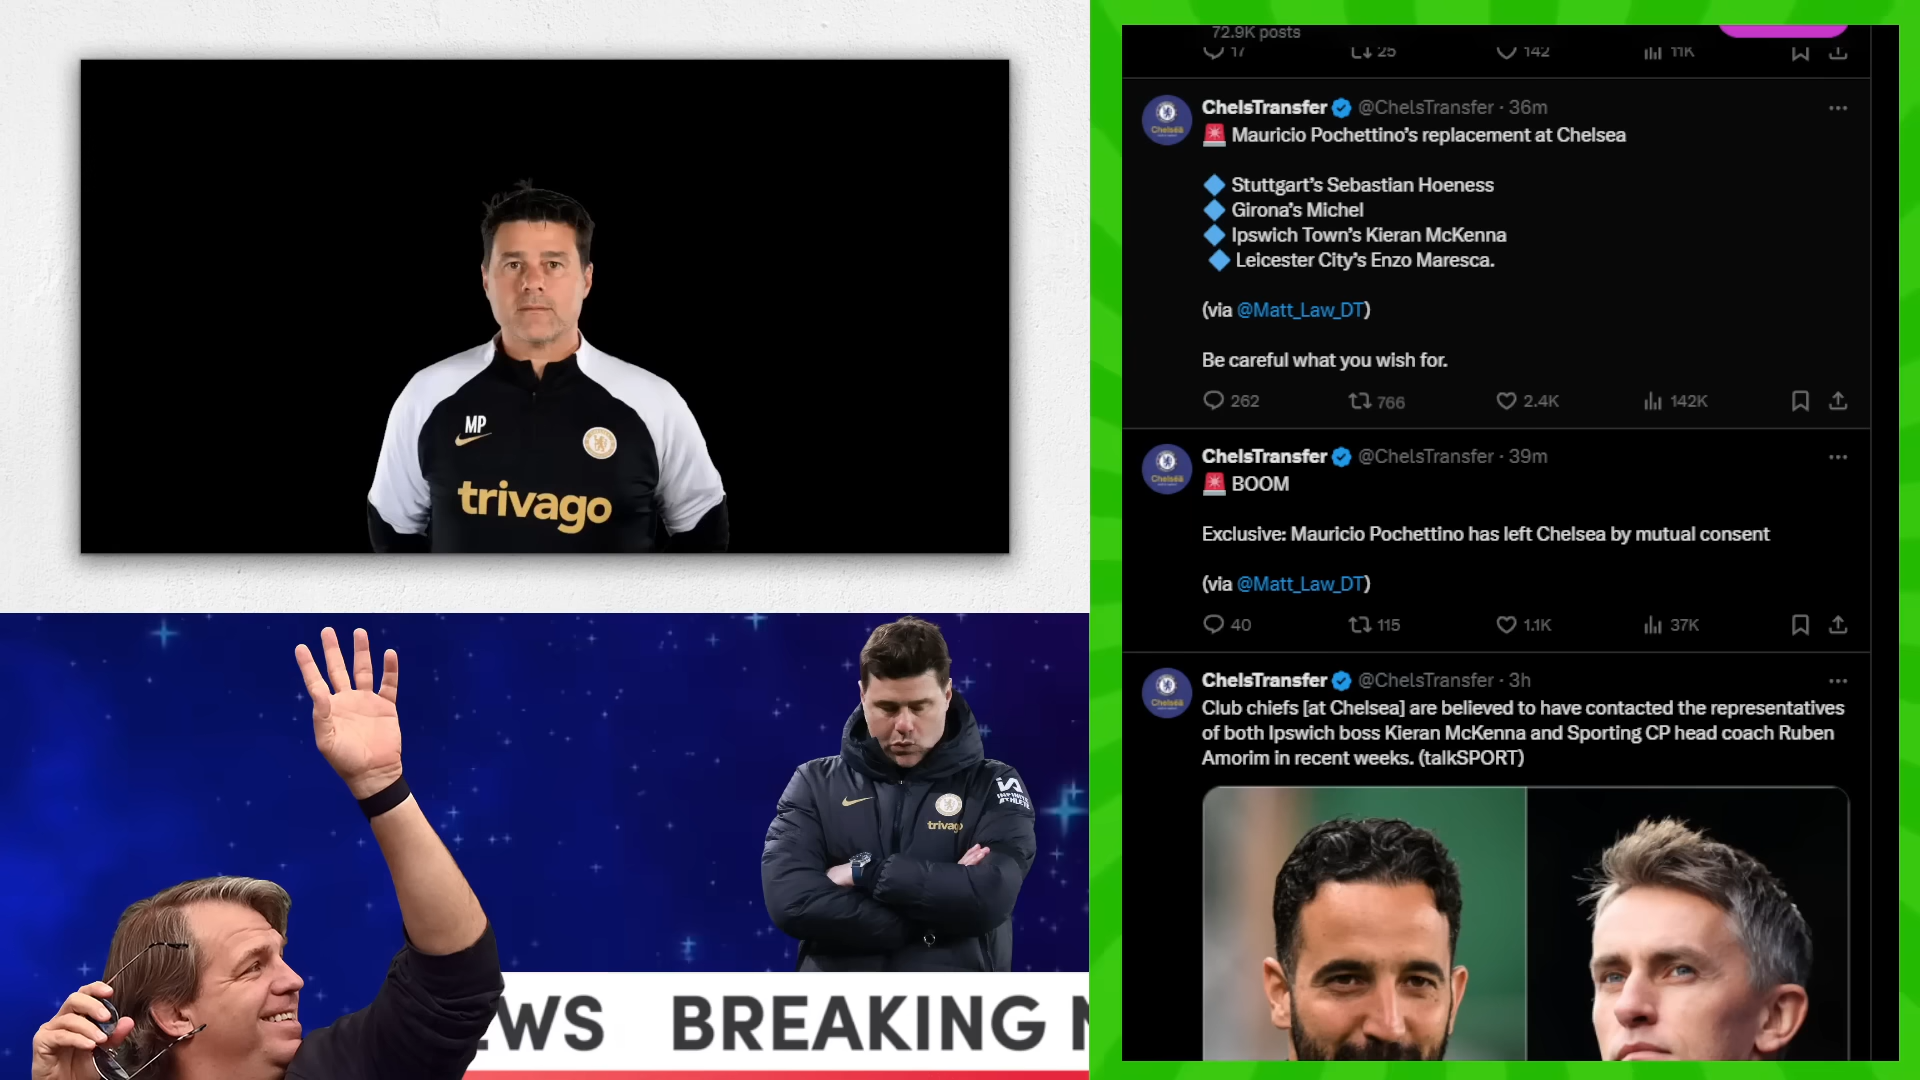 MP
trivago
trivago
INFINITE
ATHLETE
WS
BREAKING
72.9K posts
17
25
142
11K
ChelsTransfer @ChelsTransfer · 36m
🚨 Mauricio Pochettino's replacement at Chelsea
🔷 Stuttgart's Sebastian Hoeness
🔷 Girona's Michel
🔷 Ipswich Town's Kieran McKenna
🔷 Leicester City's Enzo Maresca.
(via @Matt_Law_DT)
Be careful what you wish for.
262
766
2.4K
142K
ChelsTransfer @ChelsTransfer · 39m
🚨 BOOM
Exclusive: Mauricio Pochettino has left Chelsea by mutual consent
(via @Matt_Law_DT)
40
115
1.1K
37K
ChelsTransfer @ChelsTransfer · 3h
Club chiefs [at Chelsea] are believed to have contacted the representatives
of both Ipswich boss Kieran McKenna and Sporting CP head coach Ruben
Amorim in recent weeks. (talkSPORT)